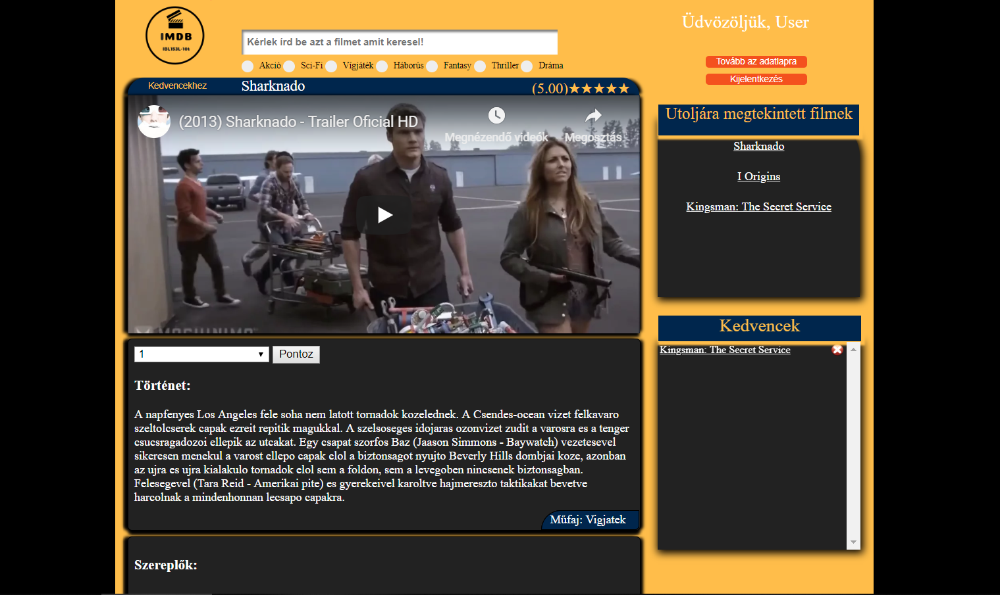 IMDB
IBL153L-10t
Kérlek írd be azt a filmet amit keresel!
Akció Sci-Fi Vígjáték Háborús Fantasy Thriller Dráma
Üdvözöljük, User
Tovább az adatlapra
Kijelentkezés
Kedvencekhez Sharknado (5.00)★★★★★
(2013) Sharknado - Trailer Oficial HD
Megnézendő videók Megosztás
1 Pontoz
Történet:
A napfenyes Los Angeles fele soha nem latott tornadok kozelednek. A Csendes-ocean vizet felkavaro
szeltolcserek capak ezreit repitik magukkal. A szelsoseges idojaras ozonvizet zudit a varosra es a tenger
csucsragadozoi ellepik az utcakat. Egy csapat szorfos Baz (Jaason Simmons - Baywatch) vezetesevel
sikeresen menekul a varost ellepo capak elol a biztonsagot nyujto Beverly Hills dombjai koze, azonban
az ujra es ujra kialakulo tornadok elol sem a foldon, sem a levegoben nincsenek biztonsagban.
Felesegevel (Tara Reid - Amerikai pite) es gyerekeivel karoltve hajmereszto taktikakat bevetve
harcolnak a mindenhonnan lecsapo capakra.
Műfaj: Vigjatek
Szereplők:
Utoljára megtekintett filmek
Sharknado
I Origins
Kingsman: The Secret Service
Kedvencek
Kingsman: The Secret Service